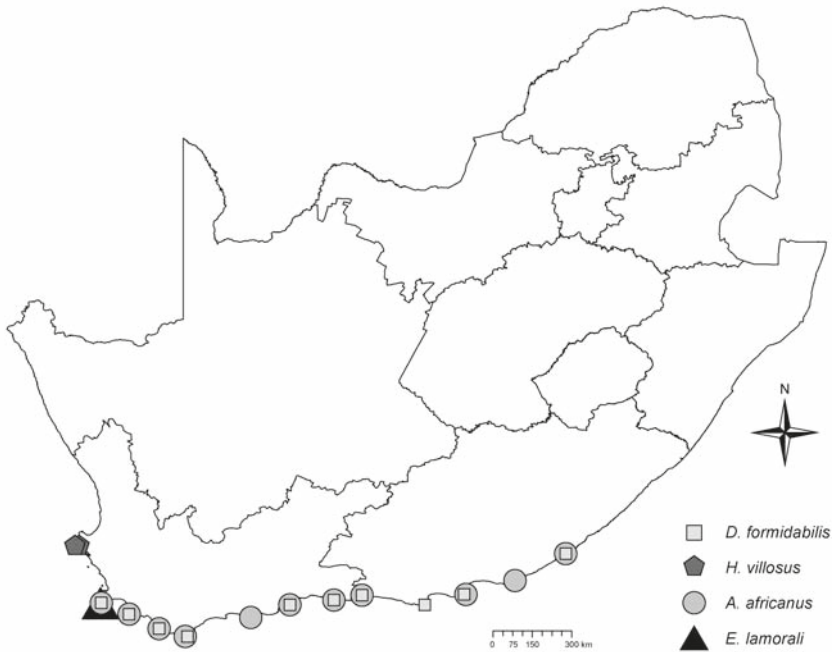 N
D. formidabilis
H. villosus
A. africanus
E. lamorali
0 75 150 300 km